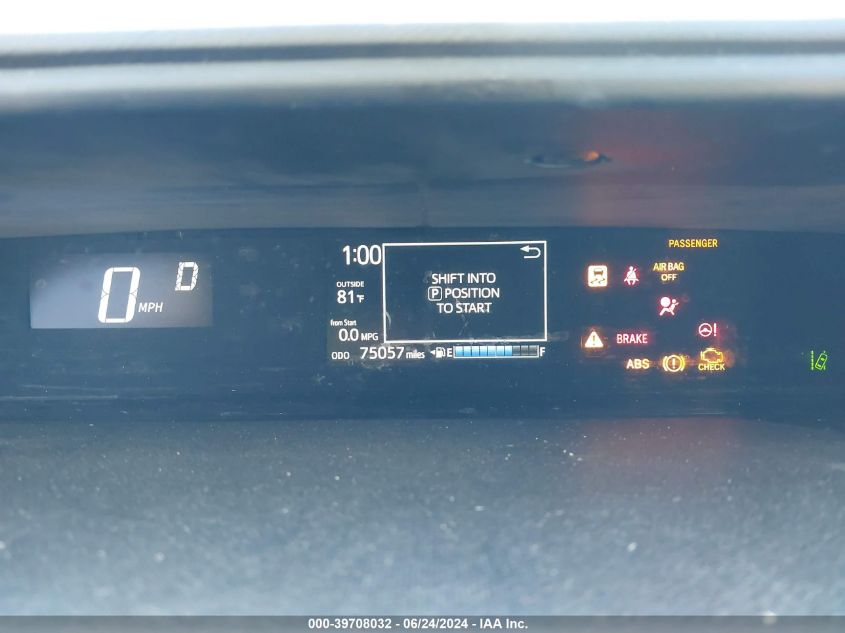 0 MPH D
1:00
OUTSIDE
81°F
from Start
0.0 MPG
ODO 75057 miles E F
SHIFT INTO
P POSITION
TO START
PASSENGER
AIR BAG
OFF
BRAKE
ABS
CHECK
000-39708032 - 06/24/2024 - IAA Inc.